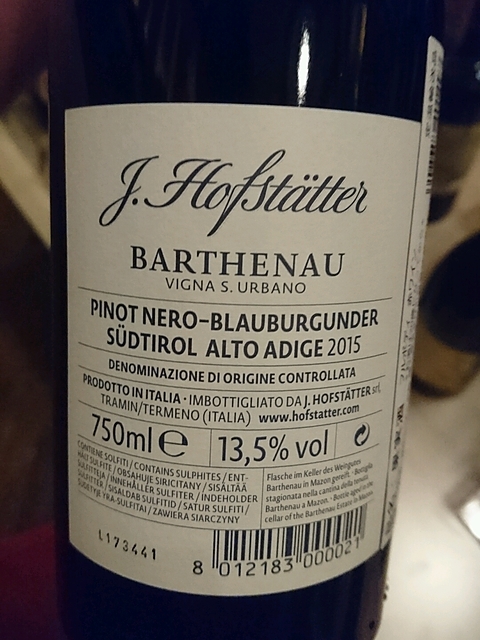 J. Hofstätter
BARTHENAU
VIGNA S. URBANO
PINOT NERO-BLAUBURGUNDER
SÜDTIROL ALTO ADIGE 2015
DENOMINAZIONE DI ORIGINE CONTROLLATA
PRODOTTO IN ITALIA · IMBOTTIGLIATO DA J. HOFSTÄTTER srl,
TRAMIN/TERMENO (ITALIA) www.hofstatter.com
750ml e 13,5% vol
CONTIENE SOLFITI / CONTAINS SULPHITES / ENT-
HÄLT SULFITE / OBSAHUJE SIRICITANY / SISÄLTÄÄ
SULFIITEJA / INNEHÅLLER SULFITER / INDEHOLDER
SULFITTER / SISALDAB SULFITID / SATUR SULFITI /
SUDETYJE YRA-SULFITAI / ZAWIERA SIARCZYNY
Flasche im Keller des Weingutes
Barthenau in Mazon gereift. - Bottiglia
stagionata nella cantina della tenuta
Barthenau a Mazon. - Bottle aged in the
cellar of the Barthenau Estate in Mazon.
L173441
8 012183 000021